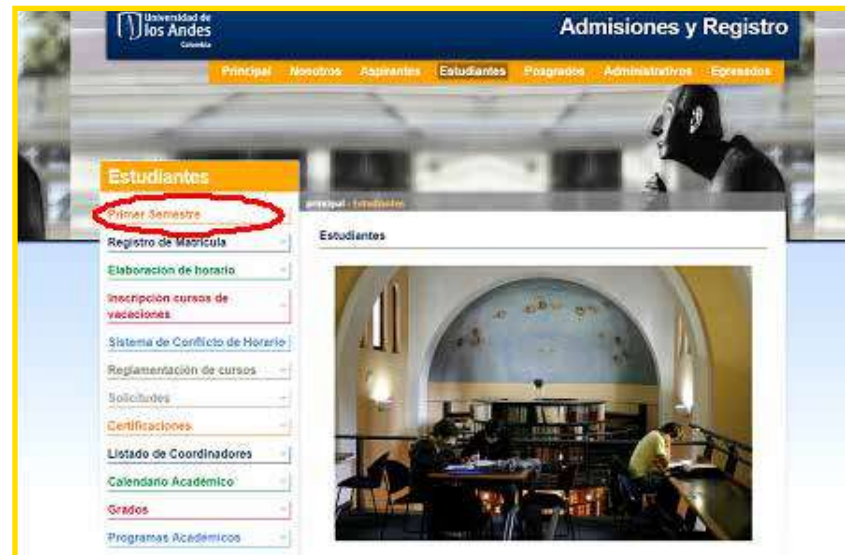 Universidad de
los Andes
Colombia
Admisiones y Registro
Principal Nosotros Aspirantes Estudiantes Posgrados Administrativos Egresados
Estudiantes
principal - Estudiantes
Primer Semestre
Estudiantes
Registro de Matrícula
Elaboración de horario
Inscripción cursos de
vacaciones
Sistema de Conflicto de Horario
Reglamentación de cursos
Solicitudes
Certificaciones
Listado de Coordinadores
Calendario Académico
Grados
Programas Académicos